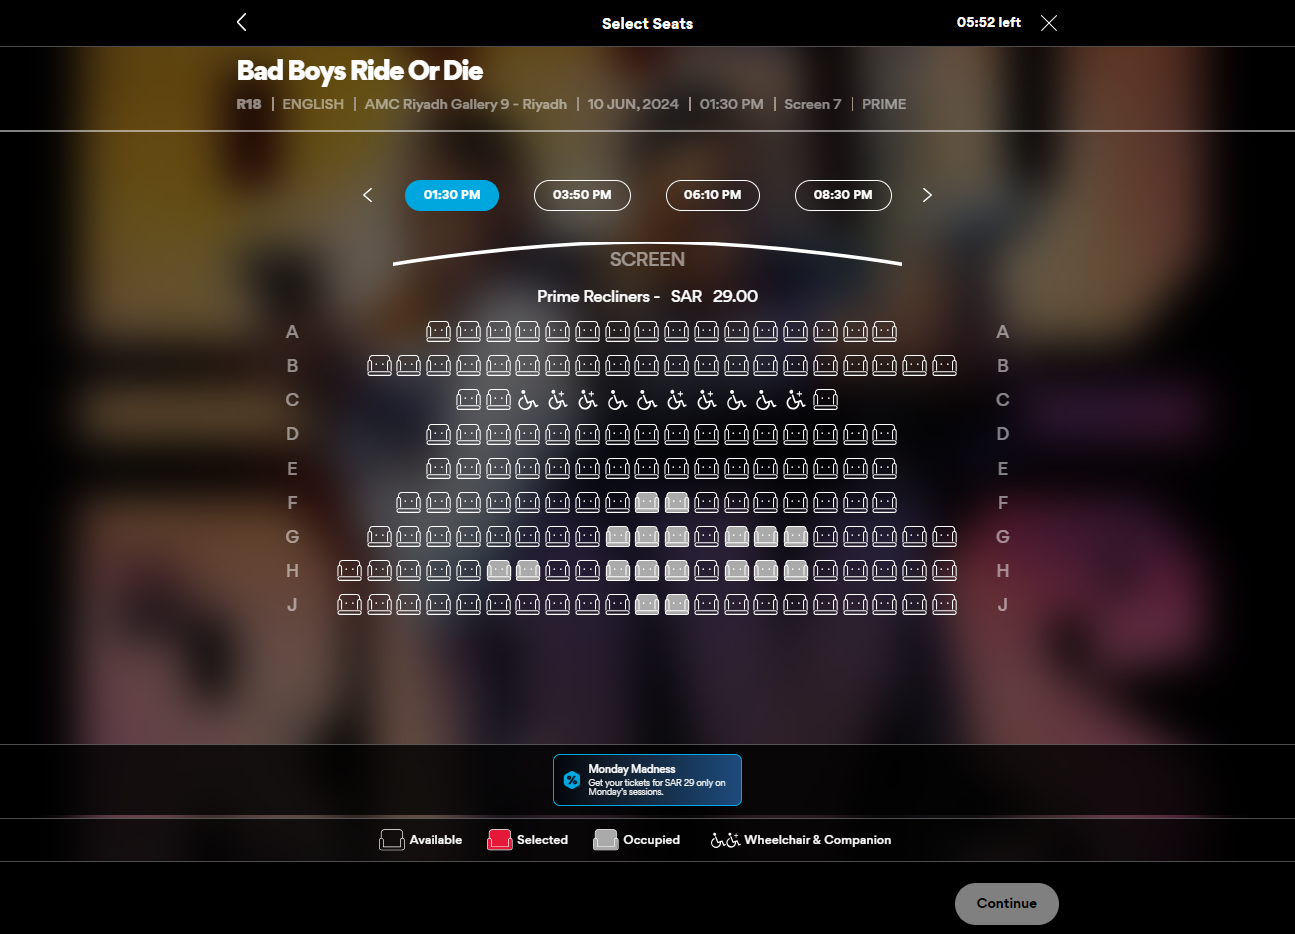 Select Seats
05:52 left
Bad Boys Ride Or Die
R18 | ENGLISH | AMC Riyadh Gallery 9 - Riyadh | 10 JUN, 2024 | 01:30 PM | Screen 7 | PRIME
01:30 PM 03:50 PM 06:10 PM 08:30 PM
SCREEN
Prime Recliners - SAR 29.00
A A
B B
C C
D D
E E
F F
G G
H H
J J
Monday Madness
Get your tickets for SAR 29 only on
Monday's sessions.
Available Selected Occupied Wheelchair & Companion
Continue